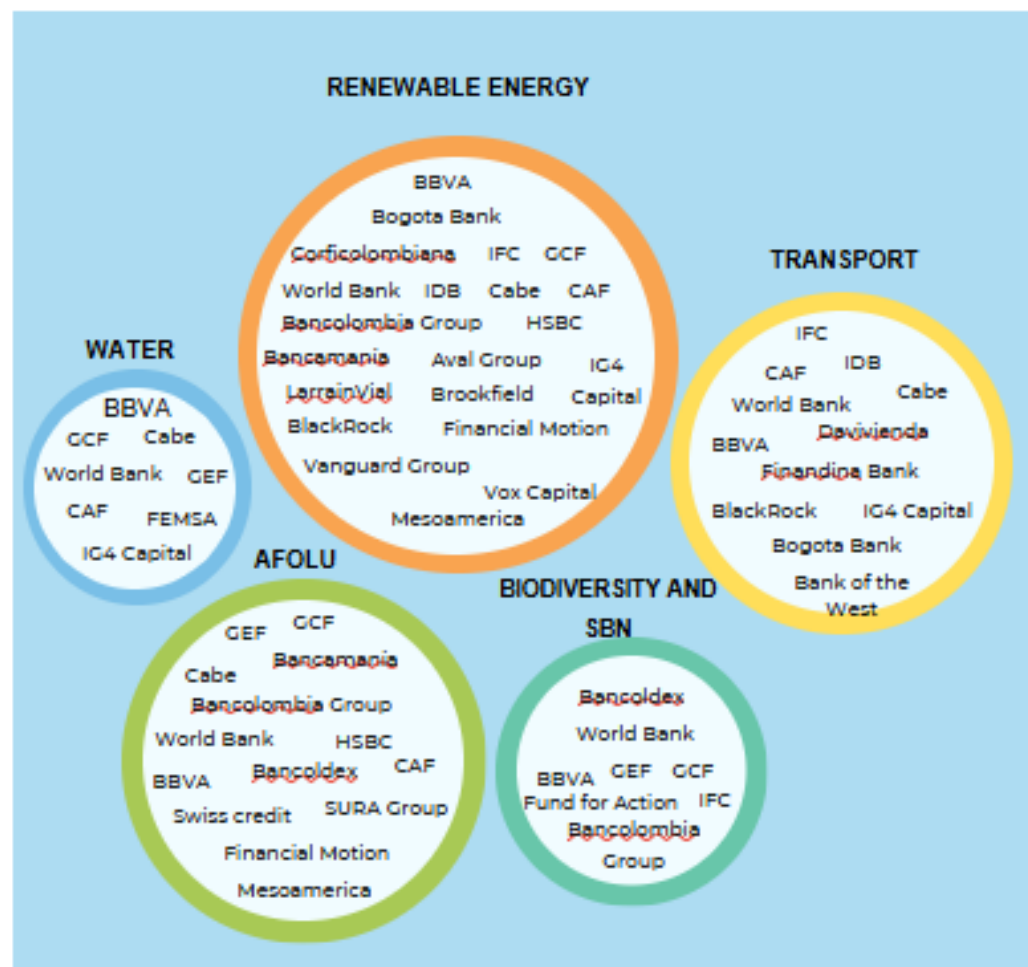 RENEWABLE ENERGY
BBVA
Bogota Bank
Corficolombiana IFC GCF
World Bank IDB Cabe CAF
Bancolombia Group HSBC
Bancamania Aval Group IG4
Capital
LarrainVial Brookfield
BlackRock Financial Motion
Vanguard Group
Vox Capital
Mesoamerica
TRANSPORT
IFC
IDB
CAF
Cabe
World Bank
Davivienda
BBVA
Finandina Bank
BlackRock IG4 Capital
Bogota Bank
Bank of the
West
WATER
BBVA
GCF Cabe
World Bank GEF
CAF FEMSA
IG4 Capital
AFOLU
GCF
GEF
Bancamania
Cabe
Bancolombia Group
World Bank HSBC
BBVA Bancoldex CAF
Swiss credit SURA Group
Financial Motion
Mesoamerica
BIODIVERSITY AND
SBN
Bancoldex
World Bank
BBVA GEF GCF
Fund for Action IFC
Bancolombia
Group